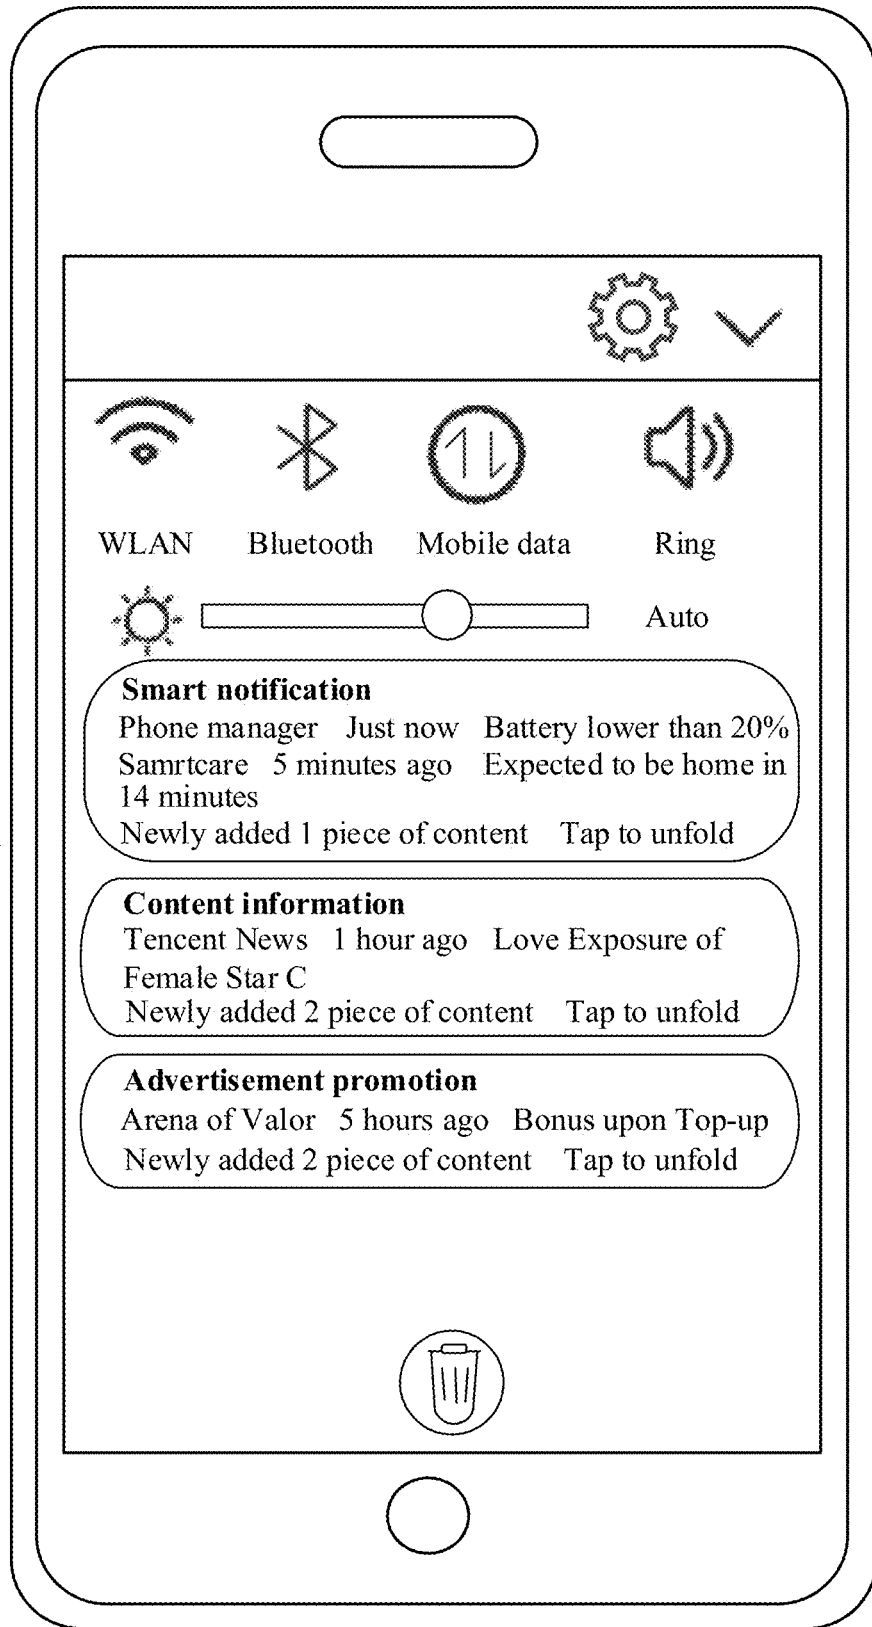 WLAN Bluetooth Mobile data Ring
Auto
Smart notification
Phone manager Just now Battery lower than 20%
Samrtcare 5 minutes ago Expected to be home in
14 minutes
Newly added 1 piece of content Tap to unfold
Content information
Tencent News 1 hour ago Love Exposure of
Female Star C
Newly added 2 piece of content Tap to unfold
Advertisement promotion
Arena of Valor 5 hours ago Bonus upon Top-up
Newly added 2 piece of content Tap to unfold